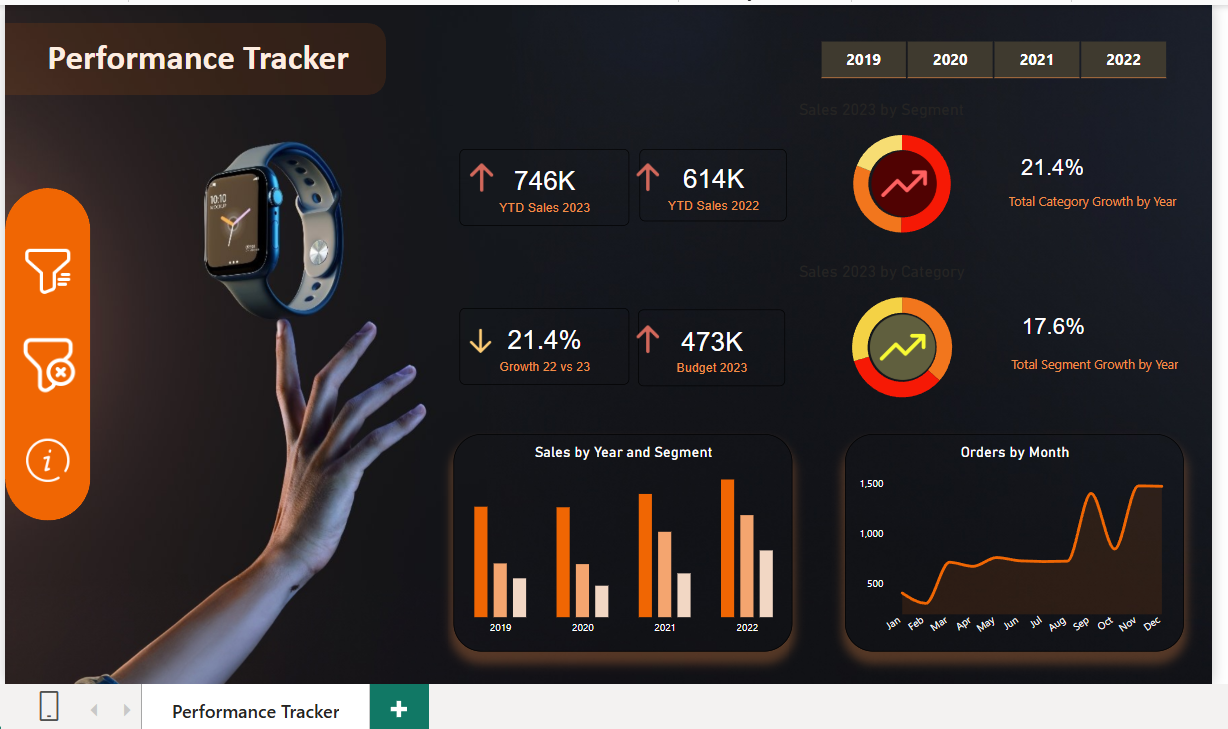 Performance Tracker
2019 2020 2021 2022
Sales 2023 by Segment
746K
YTD Sales 2023
614K
YTD Sales 2022
21.4%
Total Category Growth by Year
10:10
Sales 2023 by Category
21.4%
Growth 22 vs 23
473K
Budget 2023
17.6%
Total Segment Growth by Year
i
Sales by Year and Segment
2019 2020 2021 2022
Orders by Month
1,500
1,000
500
Jan Feb Mar Apr May Jun Jul Aug Sep Oct Nov Dec
Performance Tracker